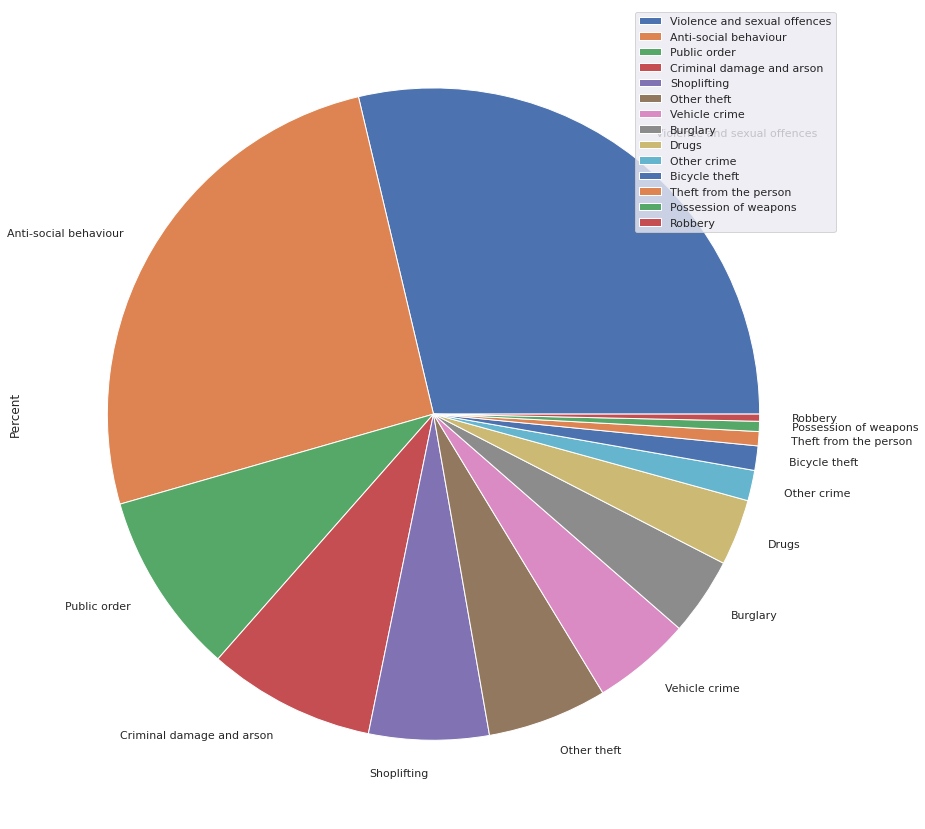 Violence and sexual offences
Anti-social behaviour
Public order
Criminal damage and arson
Shoplifting
Other theft
Vehicle crime
Burglary
Drugs
Other crime
Bicycle theft
Theft from the person
Possession of weapons
Robbery
Violence and sexual offences
Anti-social behaviour
Percent
Robbery
Possession of weapons
Theft from the person
Bicycle theft
Other crime
Drugs
Public order
Burglary
Vehicle crime
Criminal damage and arson
Other theft
Shoplifting